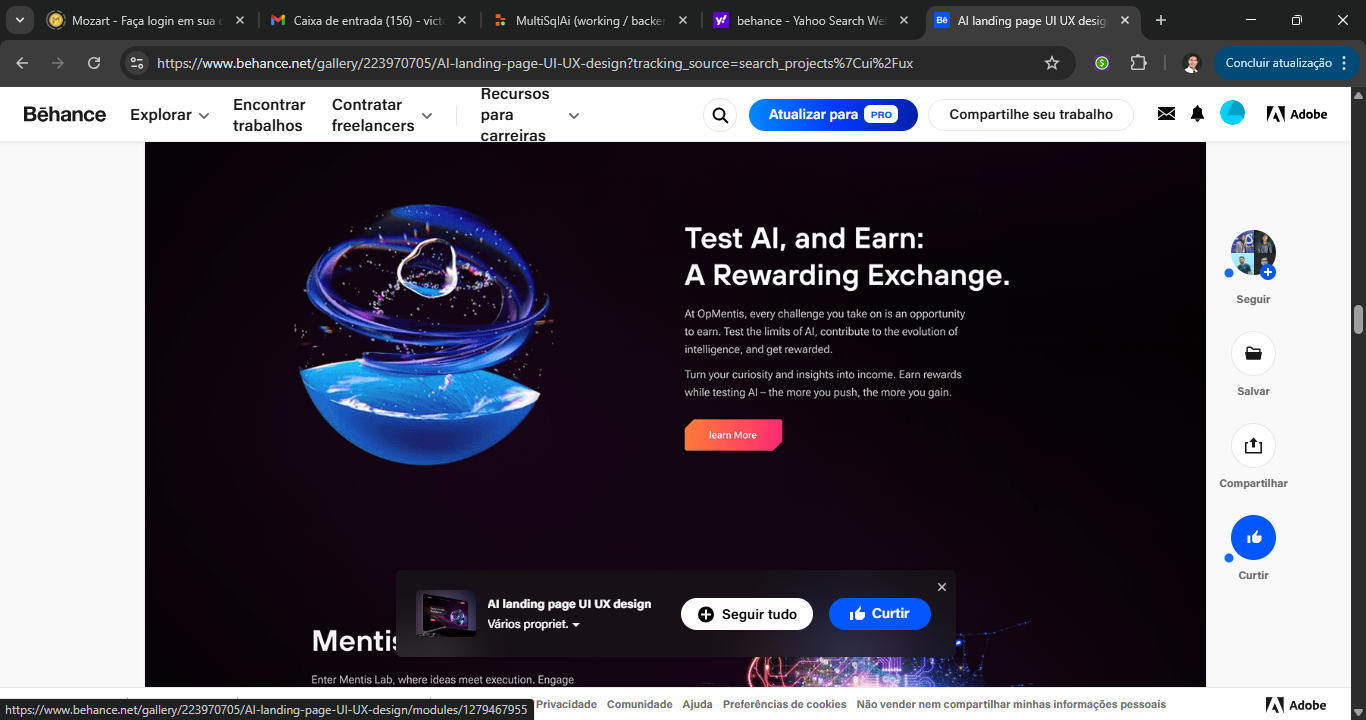 Mozart - Faça login em sua c
Caixa de entrada (156) - vict
MultiSqlAi (working / backer
behance - Yahoo Search We
AI landing page UI UX desig
https://www.behance.net/gallery/223970705/AI-landing-page-UI-UX-design?tracking_source=search_projects%7Cui%2Fux
Concluir atualização
Bēhance
Explorar
Encontrar
trabalhos
Contratar
freelancers
Recursos
para
carreiras
Atualizar para PRO
Compartilhe seu trabalho
Adobe
Test AI, and Earn:
A Rewarding Exchange.
At OpMentis, every challenge you take on is an opportunity
to earn. Test the limits of AI, contribute to the evolution of
intelligence, and get rewarded.
Turn your curiosity and insights into income. Earn rewards
while testing AI – the more you push, the more you gain.
learn More
Seguir
Salvar
Compartilhar
Curtir
AI landing page UI UX design
Vários propriet.
Seguir tudo
Curtir
Mentis
Enter Mentis Lab, where ideas meet execution. Engage
https://www.behance.net/gallery/223970705/AI-landing-page-UI-UX-design/modules/1279467955
Privacidade Comunidade Ajuda Preferências de cookies Não vender nem compartilhar minhas informações pessoais
Adobe